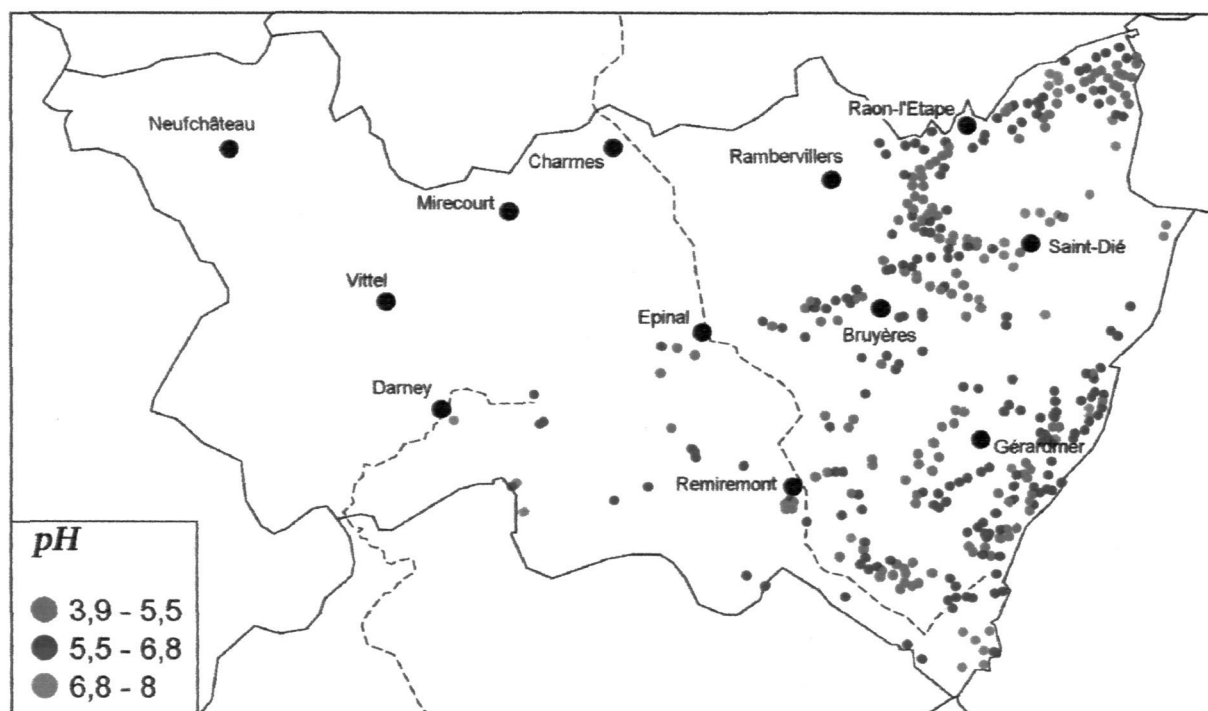 Raon-l'Etape
Neufchâteau
Charmes
Rambervillers
Mirecourt
Saint-Dié
Vittel
Epinal
Bruyères
Darney
Gérardmer
Remiremont
pH
3,9 - 5,5
5,5 - 6,8
6,8 - 8